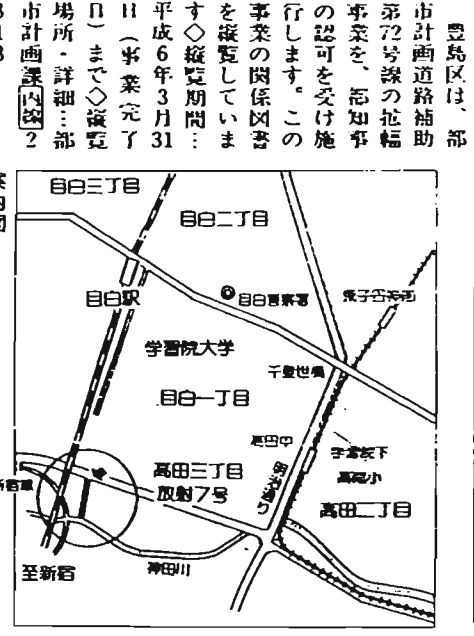 豊島区は、都
市計画道路補助
第72号線の拡幅
事業を、都知事
の認可を受け施
行します。この
事業の関係図書
を縦覧していま
す◇縦覧期間…
平成6年3月31
日（事業完了
日）まで◇縦覧
場所・詳細…都
市計画課内線2
案内図
目白三丁目
目白二丁目
目白駅
目白警察署
学習院大学
千登世橋
目白一丁目
高田中
学習院下
高田三丁目
高南小
放射7号
明治通り
高田二丁目
神田川
至新宿